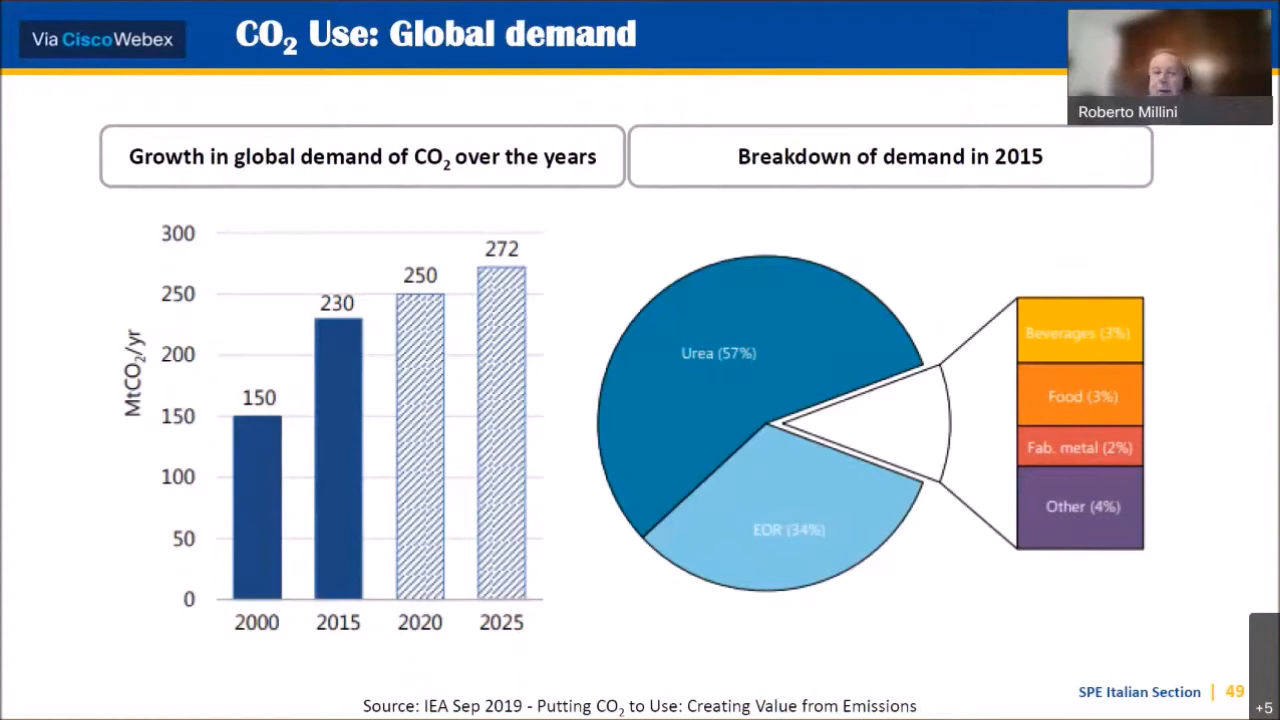 Via CiscoWebex
CO₂ Use: Global demand
Roberto Millini
Growth in global demand of CO₂ over the years
Breakdown of demand in 2015
MtCO₂/yr
300
250
200
150
100
50
0
150
230
250
272
2000
2015
2020
2025
Urea (57%)
EOR (34%)
Beverages (3%)
Food (3%)
Fab. metal (2%)
Other (4%)
SPE Italian Section | 49
Source: IEA Sep 2019 - Putting CO₂ to Use: Creating Value from Emissions
+5